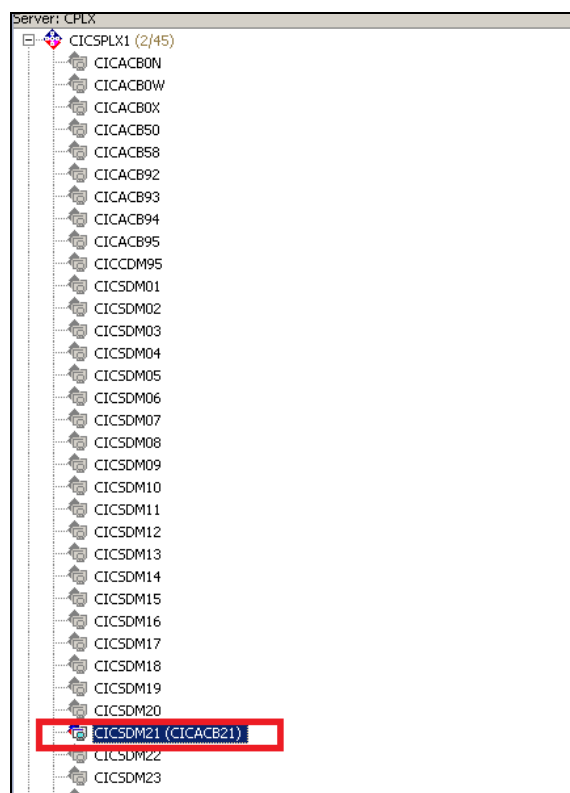 Server: CPLX
CICSPLX1 (2/45)
CICACB0N
CICACB0W
CICACB0X
CICACB50
CICACB58
CICACB92
CICACB93
CICACB94
CICACB95
CICCDM95
CICSDM01
CICSDM02
CICSDM03
CICSDM04
CICSDM05
CICSDM06
CICSDM07
CICSDM08
CICSDM09
CICSDM10
CICSDM11
CICSDM12
CICSDM13
CICSDM14
CICSDM15
CICSDM16
CICSDM17
CICSDM18
CICSDM19
CICSDM20
CICSDM21 (CICACB21)
CICSDM22
CICSDM23